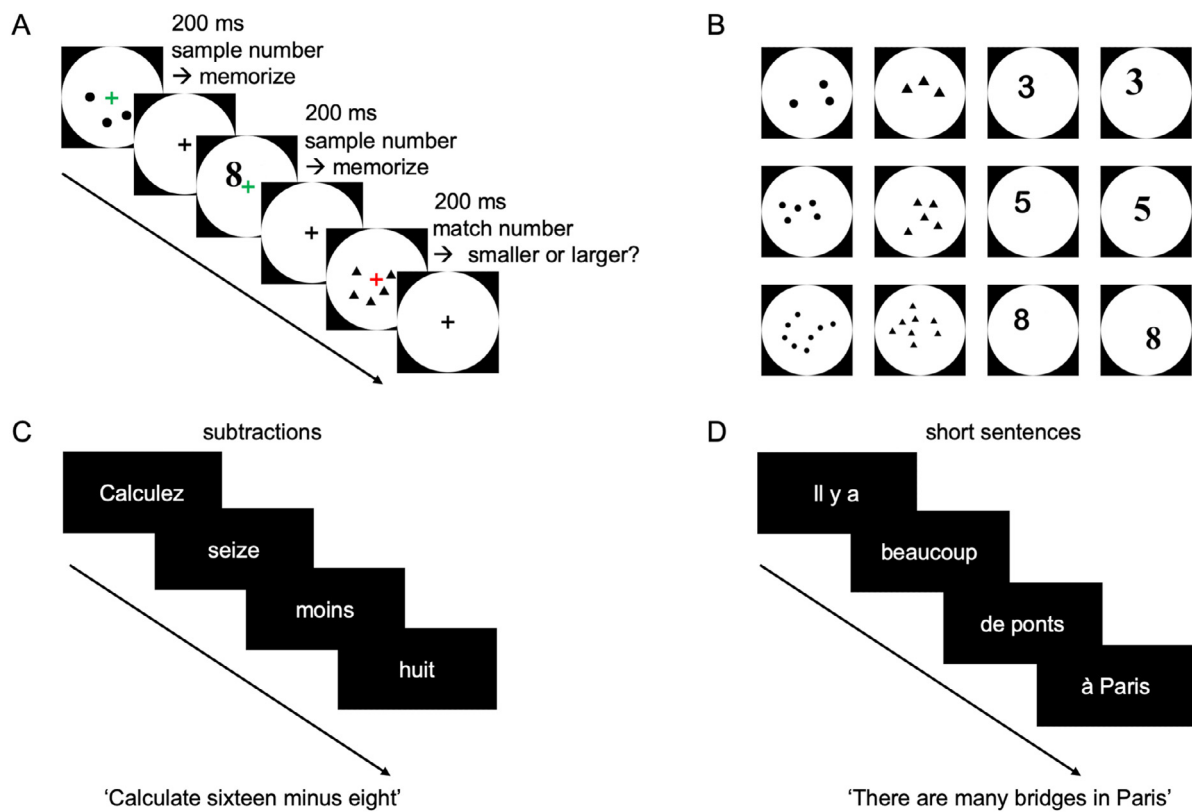 A
200 ms
sample number
→ memorize
200 ms
sample number
→ memorize
8
200 ms
match number
→ smaller or larger?
B
3 3
5 5
8 8
C
subtractions
Calculez
seize
moins
huit
'Calculate sixteen minus eight'
D
short sentences
Il y a
beaucoup
de ponts
à Paris
'There are many bridges in Paris'